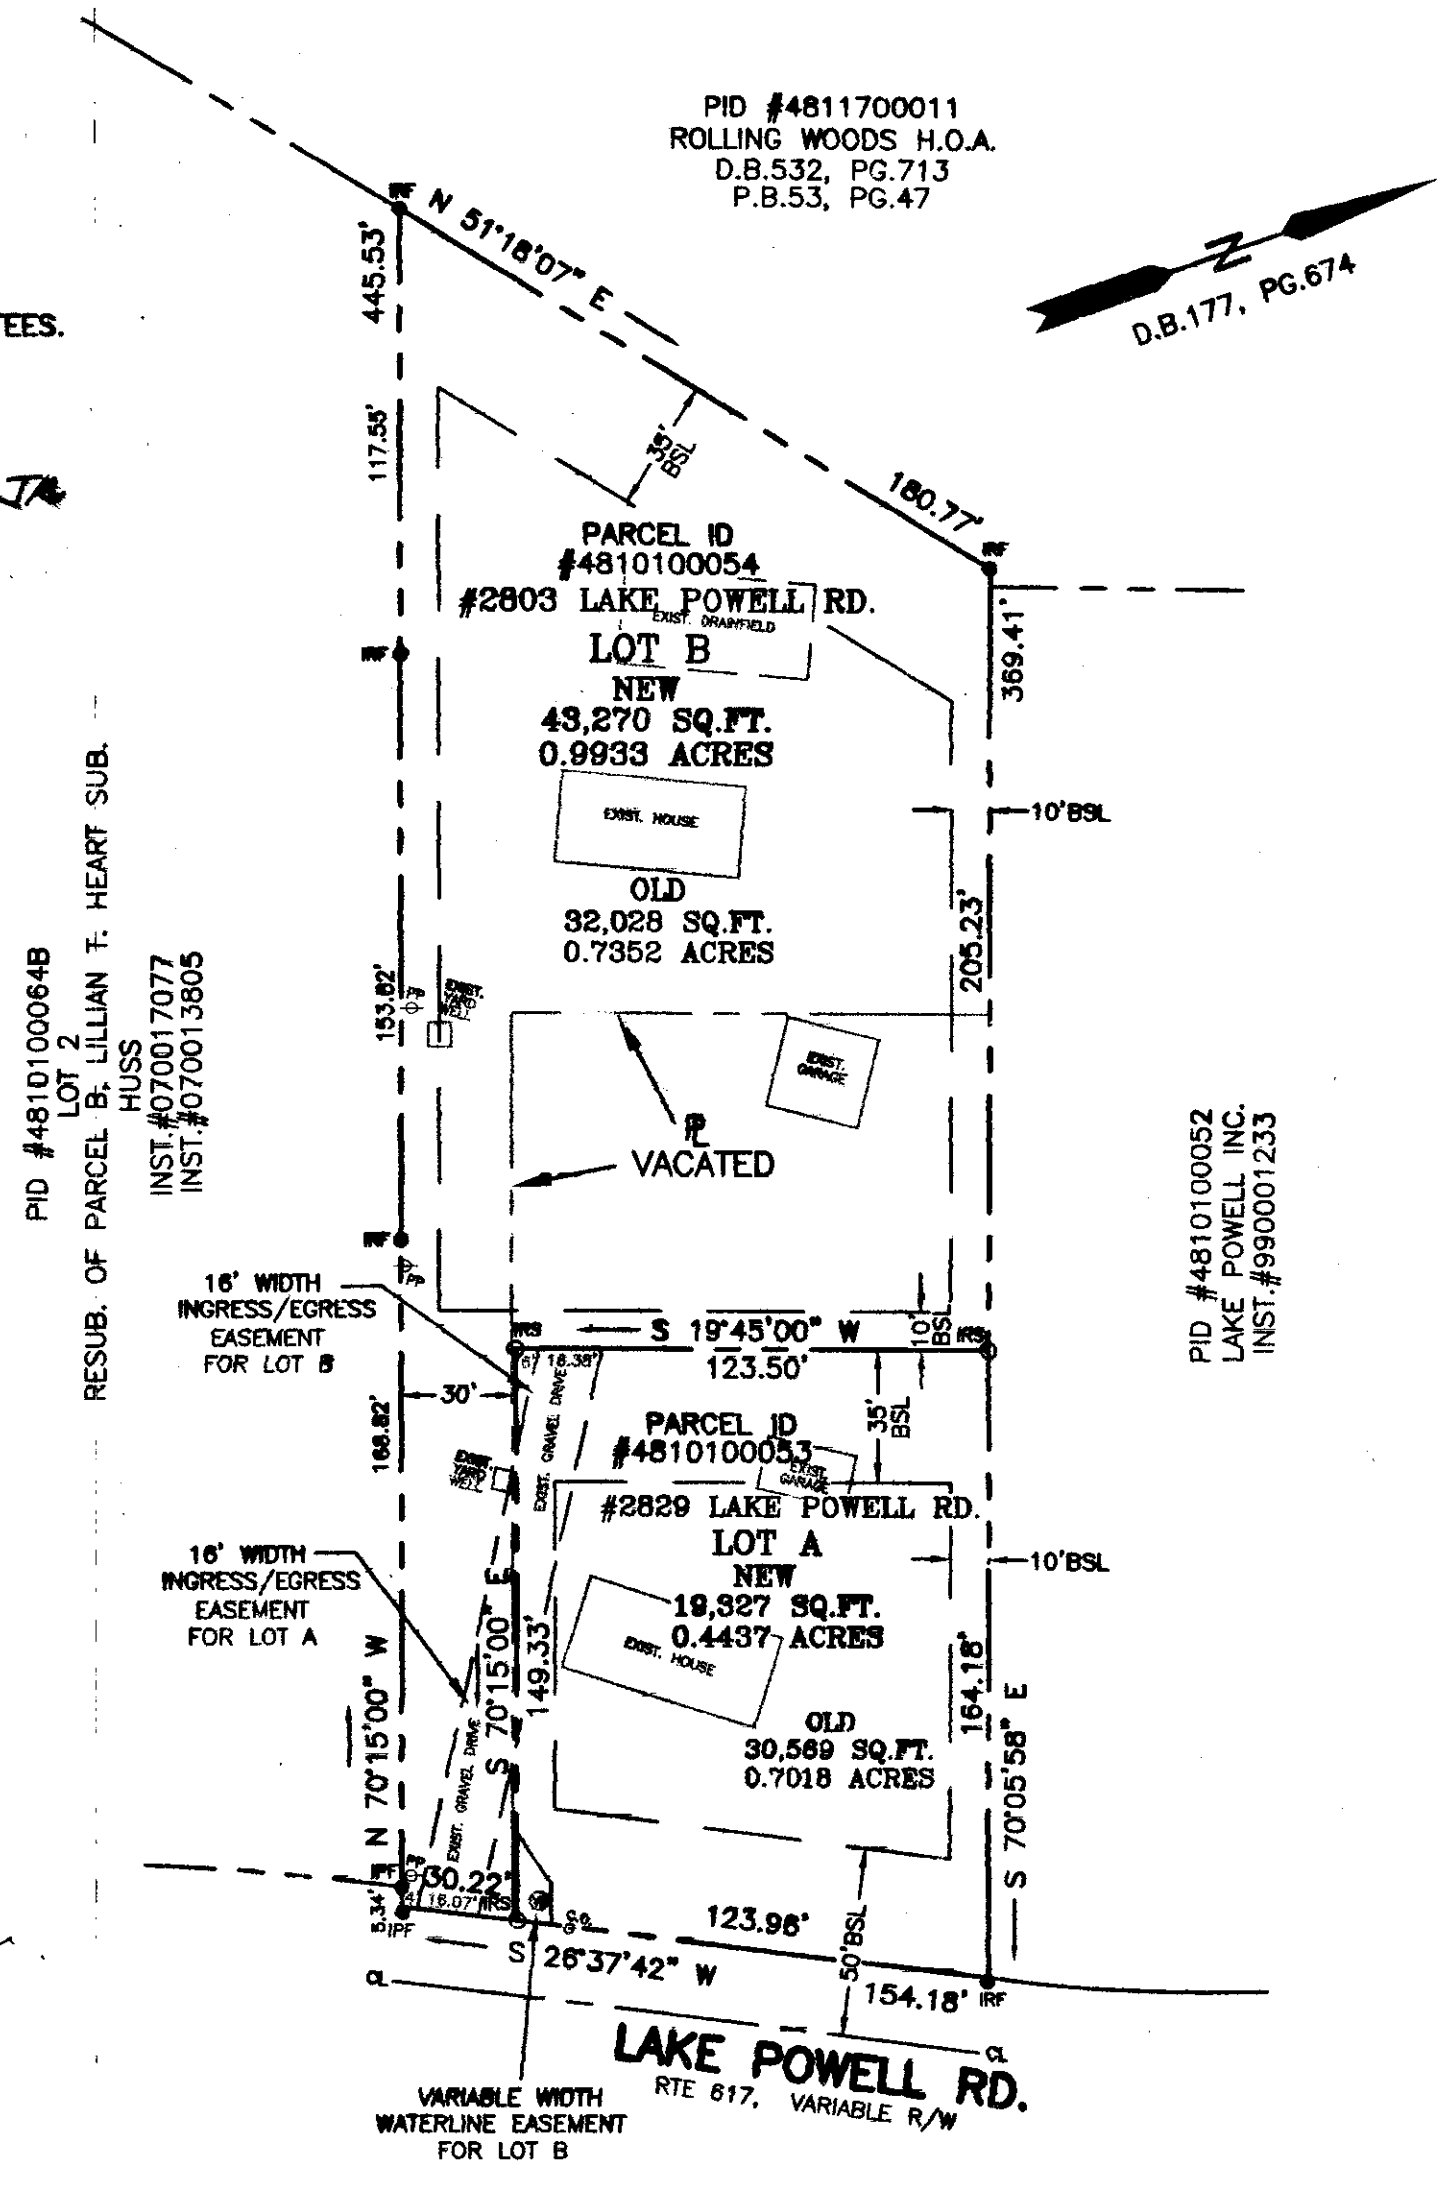 PID #4811700011
ROLLING WOODS H.O.A.
D.B.532, PG.713
P.B.53, PG.47
N
D.B.177, PG.674
TEES.
IRF
N 51°18'07" E
445.53'
117.55'
35'
BSL
180.77'
IRF
369.41'
PARCEL ID
#4810100054
#2803 LAKE POWELL RD.
EXIST. DRAINFIELD
LOT B
NEW
43,270 SQ.FT.
0.9933 ACRES
IRF
EXIST. HOUSE
10'BSL
OLD
32,028 SQ.FT.
0.7352 ACRES
205.23'
153.82'
PP
EXIST.
GARAGE
PL
VACATED
PID #4810100064B
LOT 2
RESUB. OF PARCEL B, LILLIAN T. HEART SUB.
HUSS
INST.#070017077
INST.#070013805
PID #4810100052
LAKE POWELL INC.
INST.#990001233
IRF
PP
16' WIDTH
INGRESS/EGRESS
EASEMENT
FOR LOT B
IRS
S 19°45'00" W
10'
BSL
IRS
6' 18.38'
123.50'
30'
168.82'
EXIST. GRAVEL DRIVE
35'
BSL
PARCEL ID
#4810100053
EXIST.
GARAGE
#2829 LAKE POWELL RD.
LOT A
NEW
19,327 SQ.FT.
0.4437 ACRES
10'BSL
16' WIDTH
INGRESS/EGRESS
EASEMENT
FOR LOT A
EXIST. HOUSE
S 70°15'00" E
149.33'
164.18'
N 70°15'00" W
EXIST. GRAVEL DRIVE
OLD
30,569 SQ.FT.
0.7018 ACRES
S 70°05'58" E
IPF
PP
30.22'
4' 16.07'
IRS
5.34'
IPF
123.96'
50'BSL
S 26°37'42" W
154.18'
IRF
CL
CL
LAKE POWELL RD.
RTE 617, VARIABLE R/W
VARIABLE WIDTH
WATERLINE EASEMENT
FOR LOT B